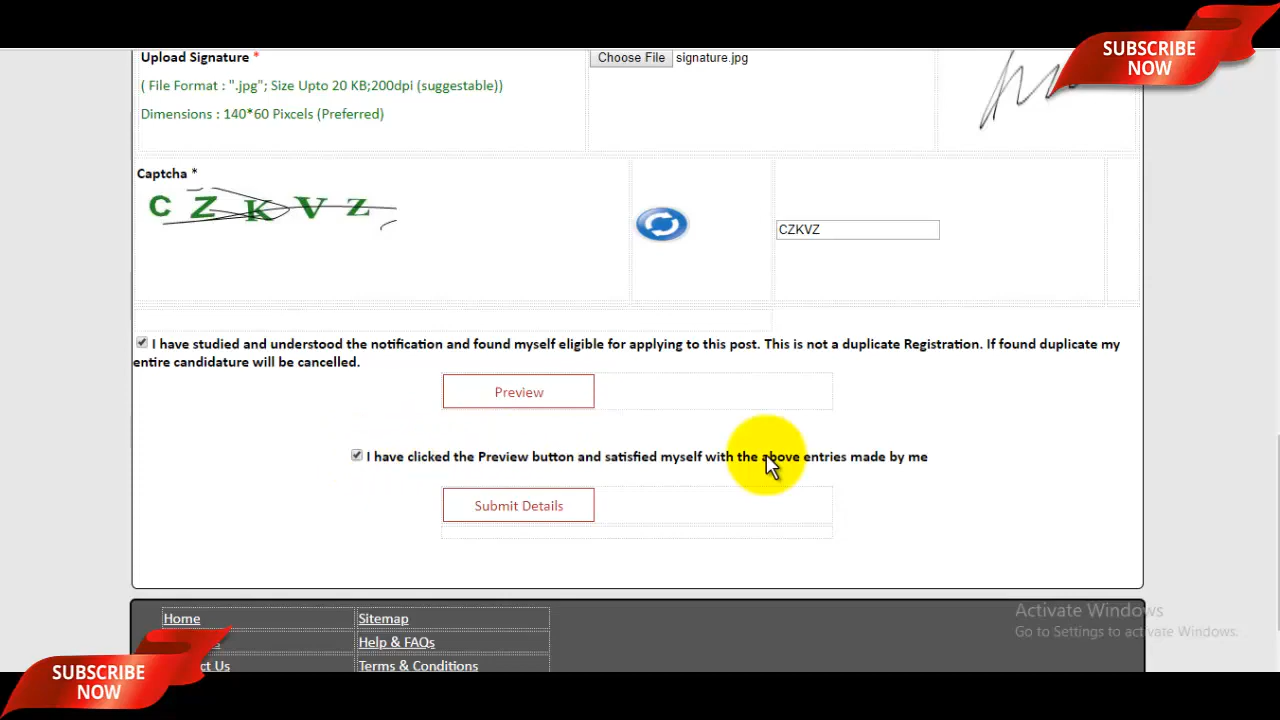 SUBSCRIBE
NOW
Upload Signature *
Choose File signature.jpg
( File Format : ".jpg"; Size Upto 20 KB;200dpi (suggestable))
Dimensions : 140*60 Pixcels (Preferred)
Captcha *
C Z K V Z
CZKVZ
I have studied and understood the notification and found myself eligible for applying to this post. This is not a duplicate Registration. If found duplicate my
entire candidature will be cancelled.
Preview
I have clicked the Preview button and satisfied myself with the above entries made by me
Submit Details
Home
Sitemap
Help & FAQs
Us
Terms & Conditions
Activate Windows
Go to Settings to activate Windows.
SUBSCRIBE
NOW